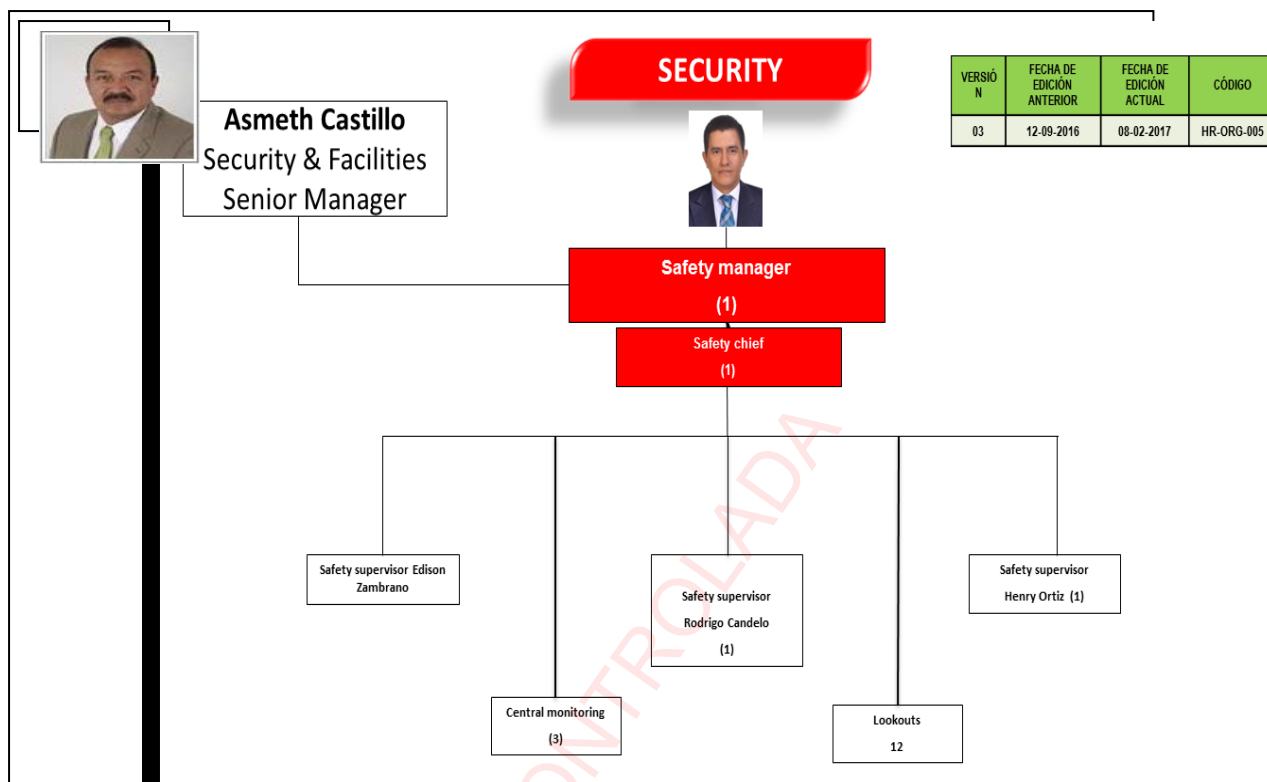 SECURITY
Asmeth Castillo
Security & Facilities
Senior Manager
VERSIÓ
N
FECHA DE
EDICIÓN
ANTERIOR
FECHA DE
EDICIÓN
ACTUAL
CÓDIGO
03
12-09-2016
08-02-2017
HR-ORG-005
Safety manager
(1)
Safety chief
(1)
Safety supervisor Edison
Zambrano
Safety supervisor
Rodrigo Candelo
(1)
Safety supervisor
Henry Ortiz (1)
Central monitoring
(3)
Lookouts
12
ONTROLADA